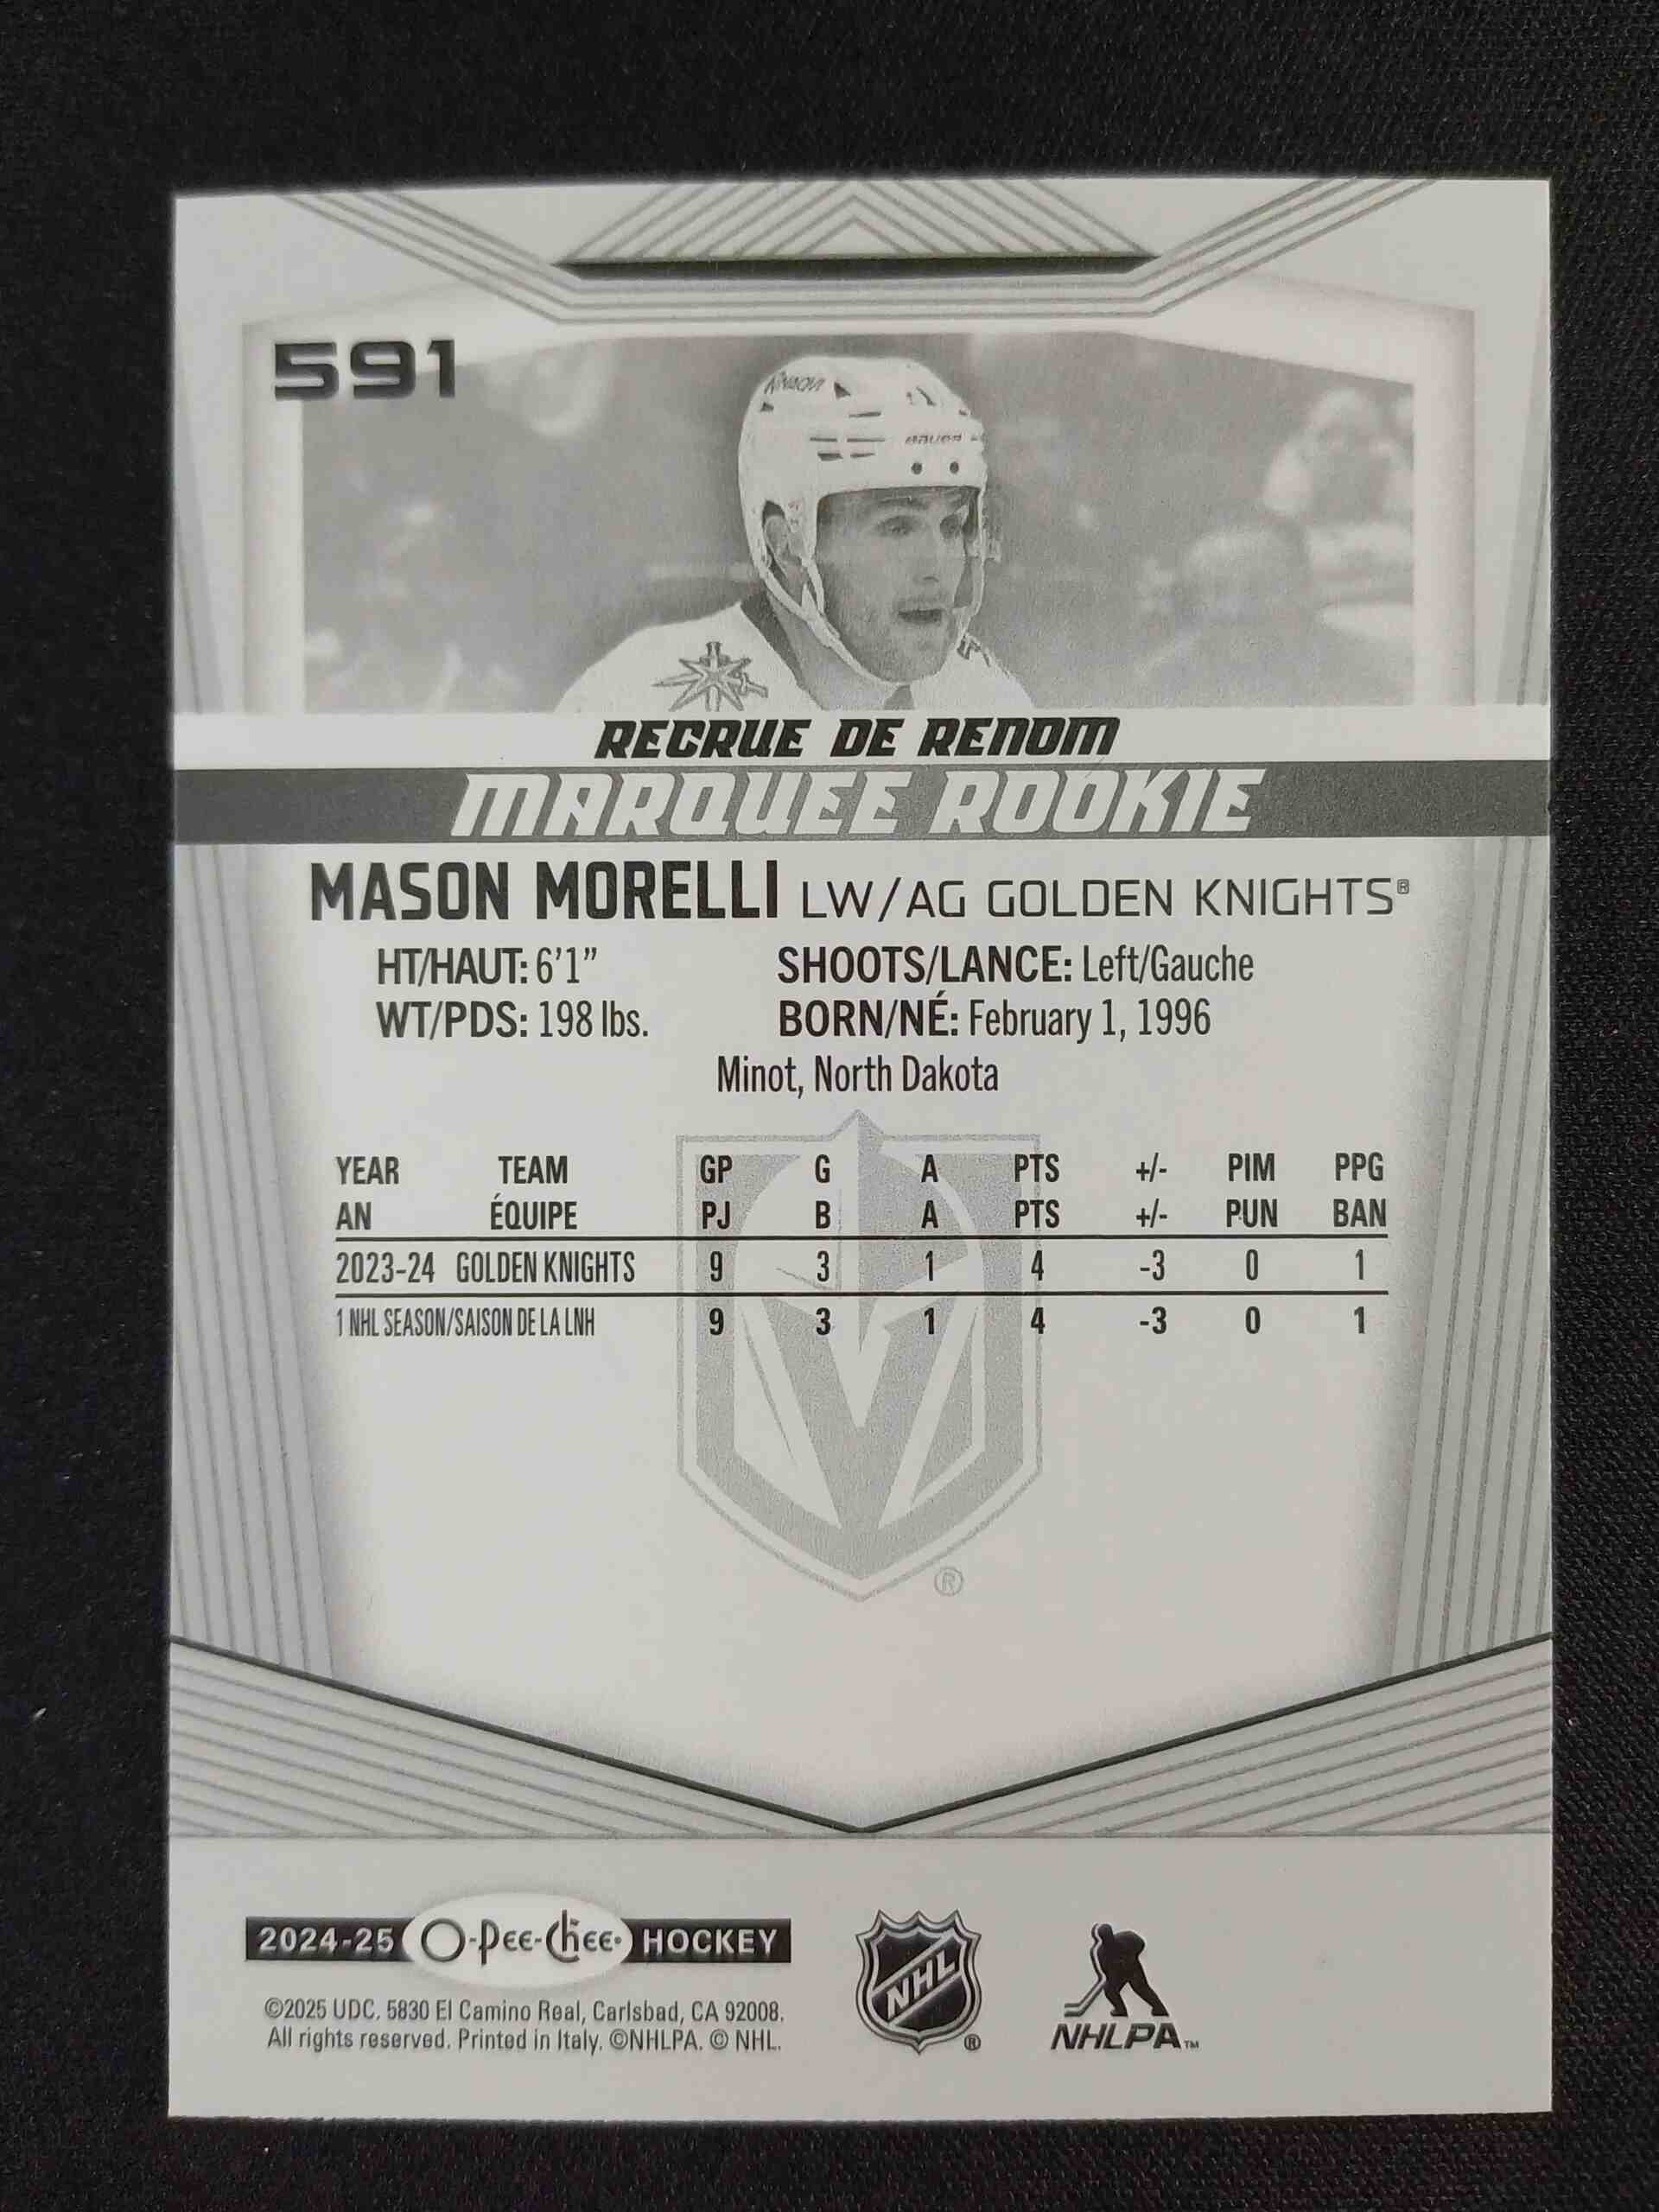 591
BAUER
RECRUE DE RENOM
MARQUEE ROOKIE
MASON MORELLI LW/AG GOLDEN KNIGHTS®
HT/HAUT: 6'1" SHOOTS/LANCE: Left/Gauche
WT/PDS: 198 lbs. BORN/NÉ: February 1, 1996
Minot, North Dakota
YEAR TEAM GP G A PTS +/- PIM PPG
AN ÉQUIPE PJ B A PTS +/- PUN BAN
2023-24 GOLDEN KNIGHTS 9 3 1 4 -3 0 1
1 NHL SEASON/SAISON DE LA LNH 9 3 1 4 -3 0 1
®
2024-25 O-Pee-Chee HOCKEY
©2025 UDC. 5830 El Camino Real, Carlsbad, CA 92008.
All rights reserved. Printed in Italy. ©NHLPA. © NHL.
NHL ®
NHLPA™